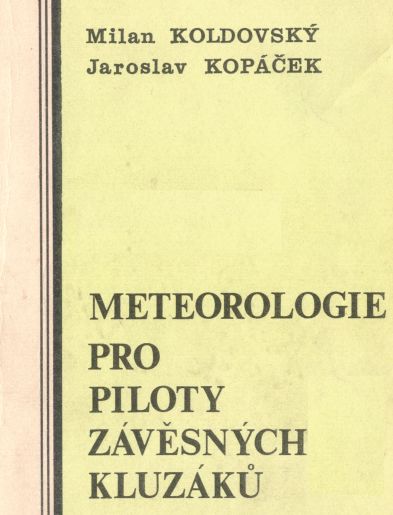 Milan KOLDOVSKÝ
Jaroslav KOPÁČEK
METEOROLOGIE
PRO
PILOTY
ZÁVĚSNÝCH
KLUZÁKŮ